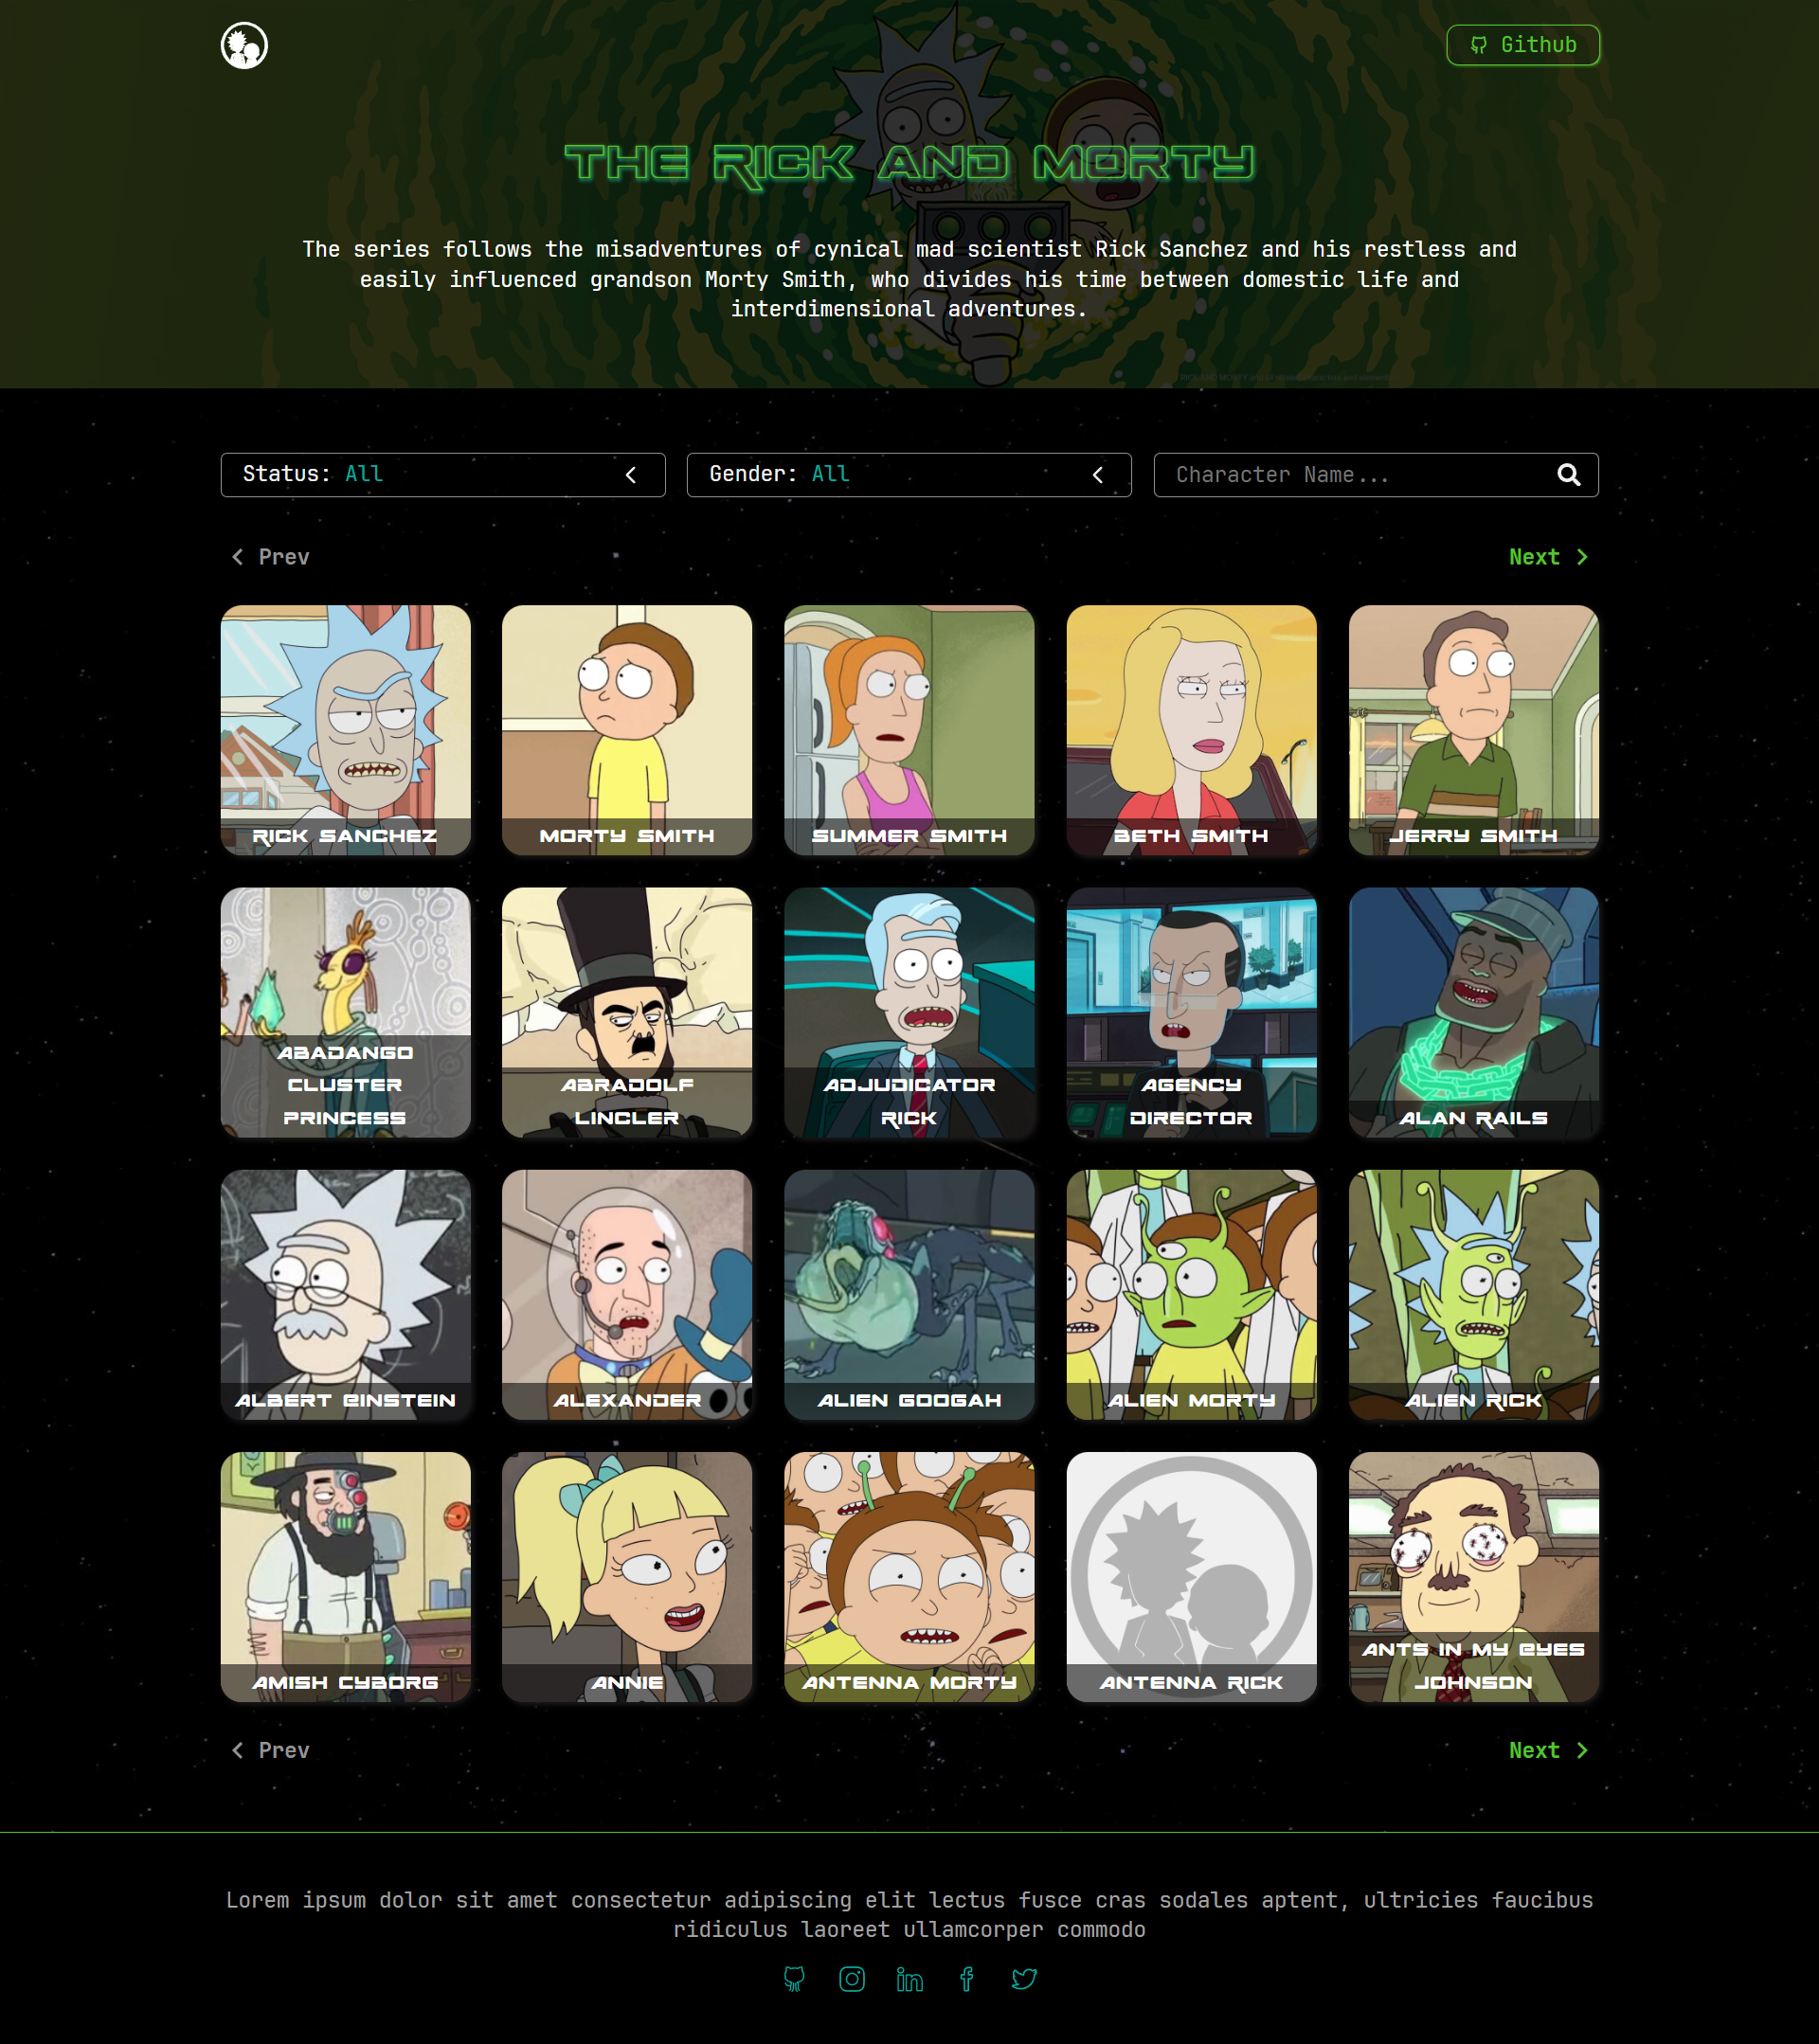 Github
The Rick and Morty
The series follows the misadventures of cynical mad scientist Rick Sanchez and his restless and
easily influenced grandson Morty Smith, who divides his time between domestic life and
interdimensional adventures.
Status: All
Gender: All
Character Name...
Prev
Next
Rick Sanchez
Morty Smith
Summer Smith
Beth Smith
Jerry Smith
Abadango
Cluster
Princess
Abradolf
Lincler
Adjudicator
Rick
Agency
Director
Alan Rails
Albert Einstein
Alexander
Alien Googah
Alien Morty
Alien Rick
Amish Cyborg
Annie
Antenna Morty
Antenna Rick
Ants in my Eyes
Johnson
Prev
Next
Lorem ipsum dolor sit amet consectetur adipiscing elit lectus fusce cras sodales aptent, ultricies faucibus
ridiculus laoreet ullamcorper commodo